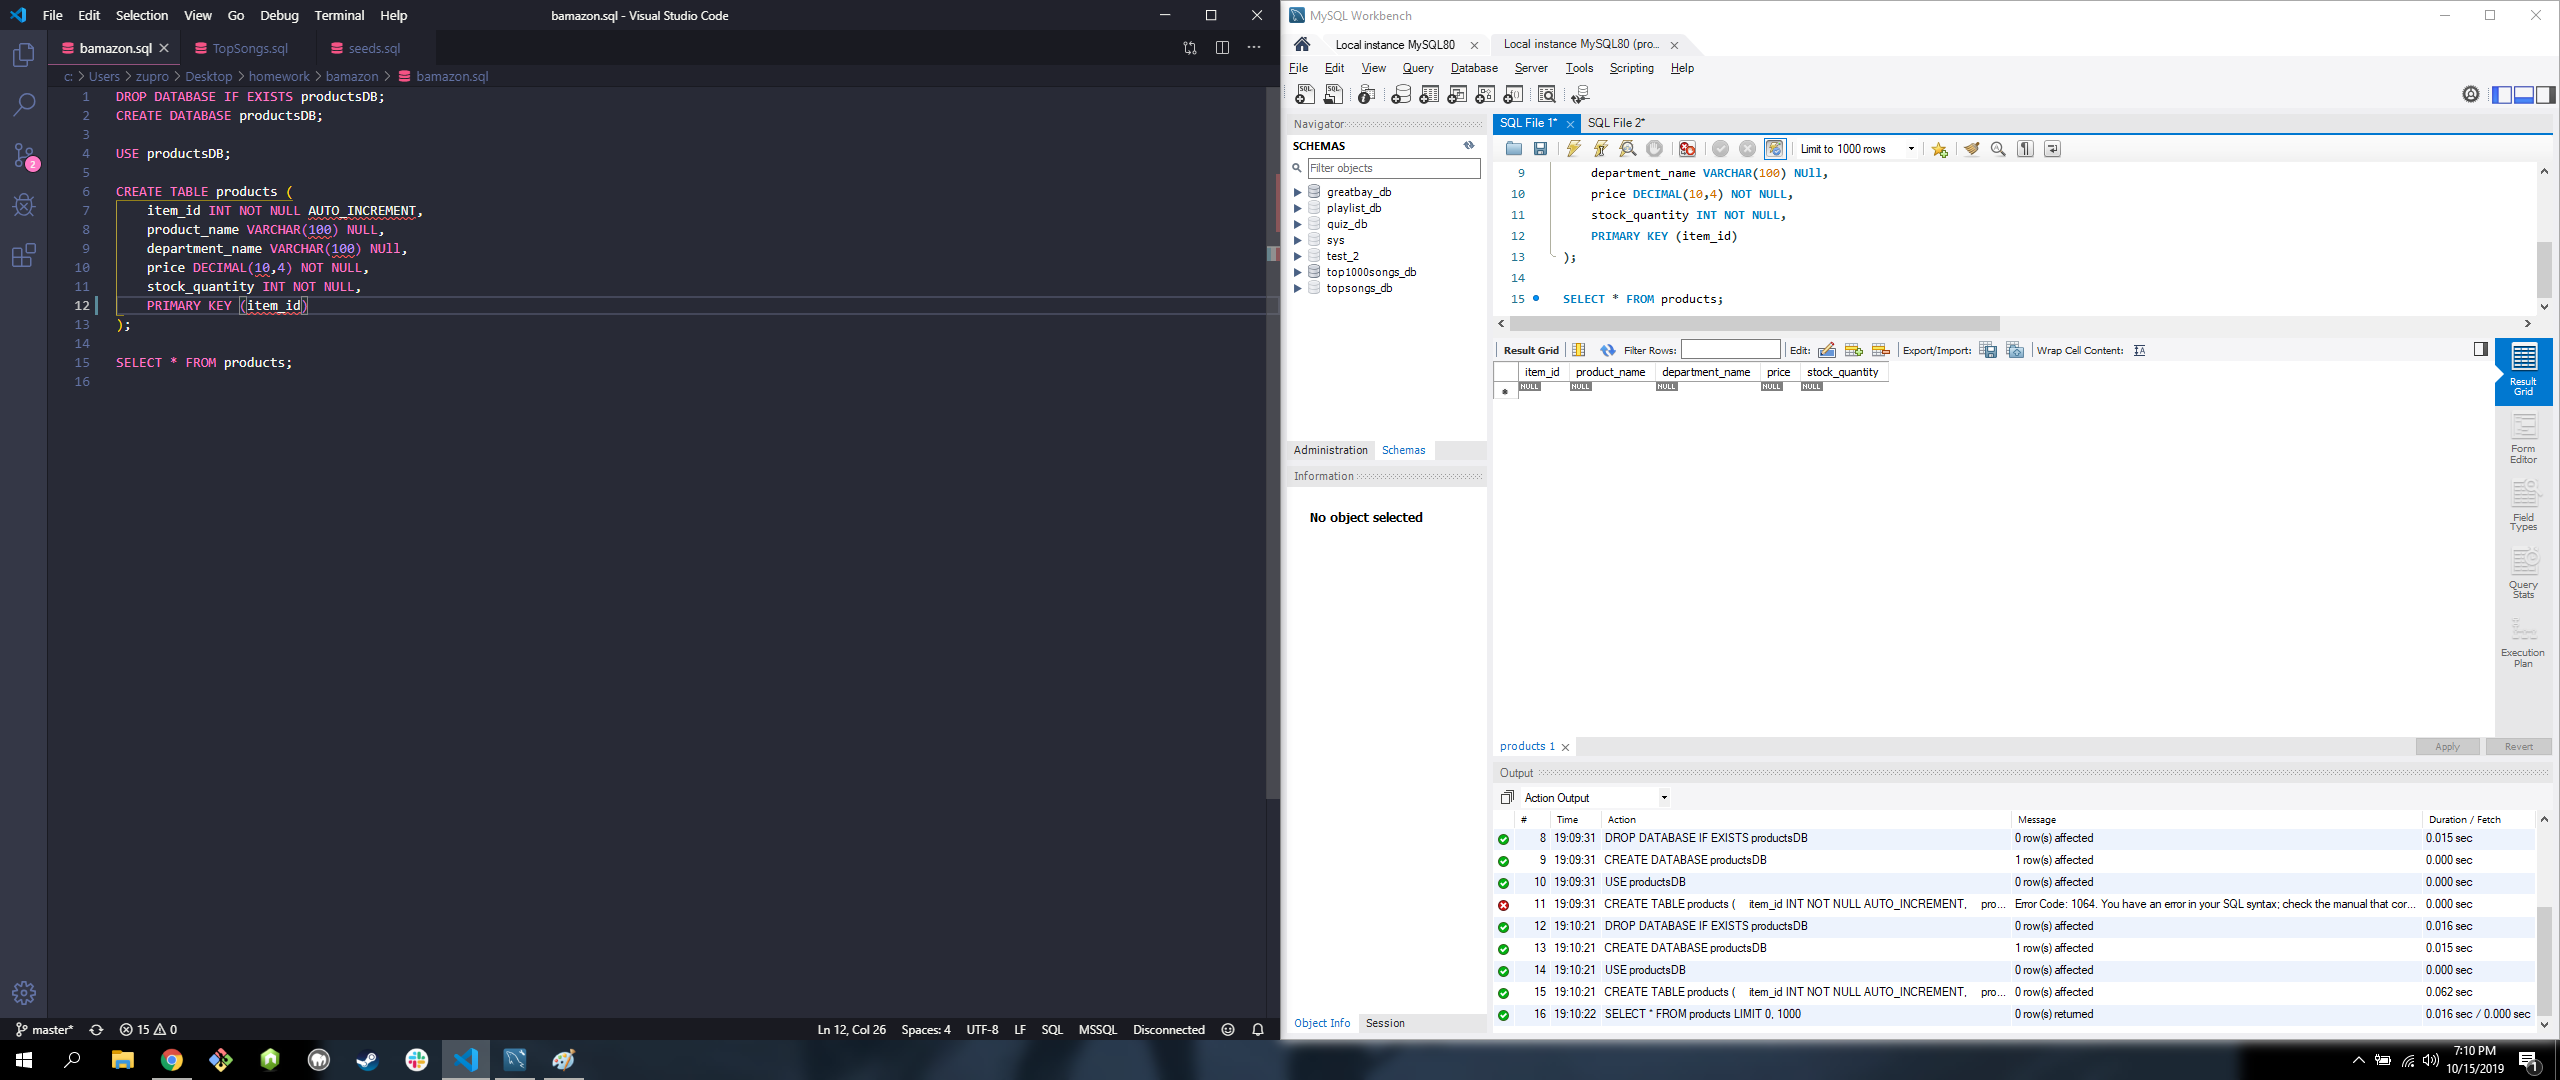 File Edit Selection View Go Debug Terminal Help
bamazon.sql - Visual Studio Code
bamazon.sql TopSongs.sql seeds.sql
c: > Users > zupro > Desktop > homework > bamazon > bamazon.sql
1 DROP DATABASE IF EXISTS productsDB;
2 CREATE DATABASE productsDB;
3
4 USE productsDB;
5
6 CREATE TABLE products (
7 item_id INT NOT NULL AUTO_INCREMENT,
8 product_name VARCHAR(100) NULL,
9 department_name VARCHAR(100) NUll,
10 price DECIMAL(10,4) NOT NULL,
11 stock_quantity INT NOT NULL,
12 PRIMARY KEY (item_id)
13 );
14
15 SELECT * FROM products;
16
2
master* 15 0
Ln 12, Col 26 Spaces: 4 UTF-8 LF SQL MSSQL Disconnected
MySQL Workbench
Local instance MySQL80 Local instance MySQL80 (pro...
File Edit View Query Database Server Tools Scripting Help
Navigator
SCHEMAS
Filter objects
greatbay_db
playlist_db
quiz_db
sys
test_2
top1000songs_db
topsongs_db
Administration Schemas
Information
No object selected
Object Info Session
SQL File 1* SQL File 2*
Limit to 1000 rows
9 department_name VARCHAR(100) NUll,
10 price DECIMAL(10,4) NOT NULL,
11 stock_quantity INT NOT NULL,
12 PRIMARY KEY (item_id)
13 );
14
15 SELECT * FROM products;
Result Grid Filter Rows: Edit: Export/Import: Wrap Cell Content:
item_id product_name department_name price stock_quantity
NULL NULL NULL NULL NULL
Result Grid
Form Editor
Field Types
Query Stats
Execution Plan
products 1
Apply Revert
Output
Action Output
# Time Action Message Duration / Fetch
8 19:09:31 DROP DATABASE IF EXISTS productsDB 0 row(s) affected 0.015 sec
9 19:09:31 CREATE DATABASE productsDB 1 row(s) affected 0.000 sec
10 19:09:31 USE productsDB 0 row(s) affected 0.000 sec
11 19:09:31 CREATE TABLE products ( item_id INT NOT NULL AUTO_INCREMENT, pro... Error Code: 1064. You have an error in your SQL syntax; check the manual that cor... 0.000 sec
12 19:10:21 DROP DATABASE IF EXISTS productsDB 0 row(s) affected 0.016 sec
13 19:10:21 CREATE DATABASE productsDB 1 row(s) affected 0.015 sec
14 19:10:21 USE productsDB 0 row(s) affected 0.000 sec
15 19:10:21 CREATE TABLE products ( item_id INT NOT NULL AUTO_INCREMENT, pro... 0 row(s) affected 0.062 sec
16 19:10:22 SELECT * FROM products LIMIT 0, 1000 0 row(s) returned 0.016 sec / 0.000 sec
7:10 PM
10/15/2019
1